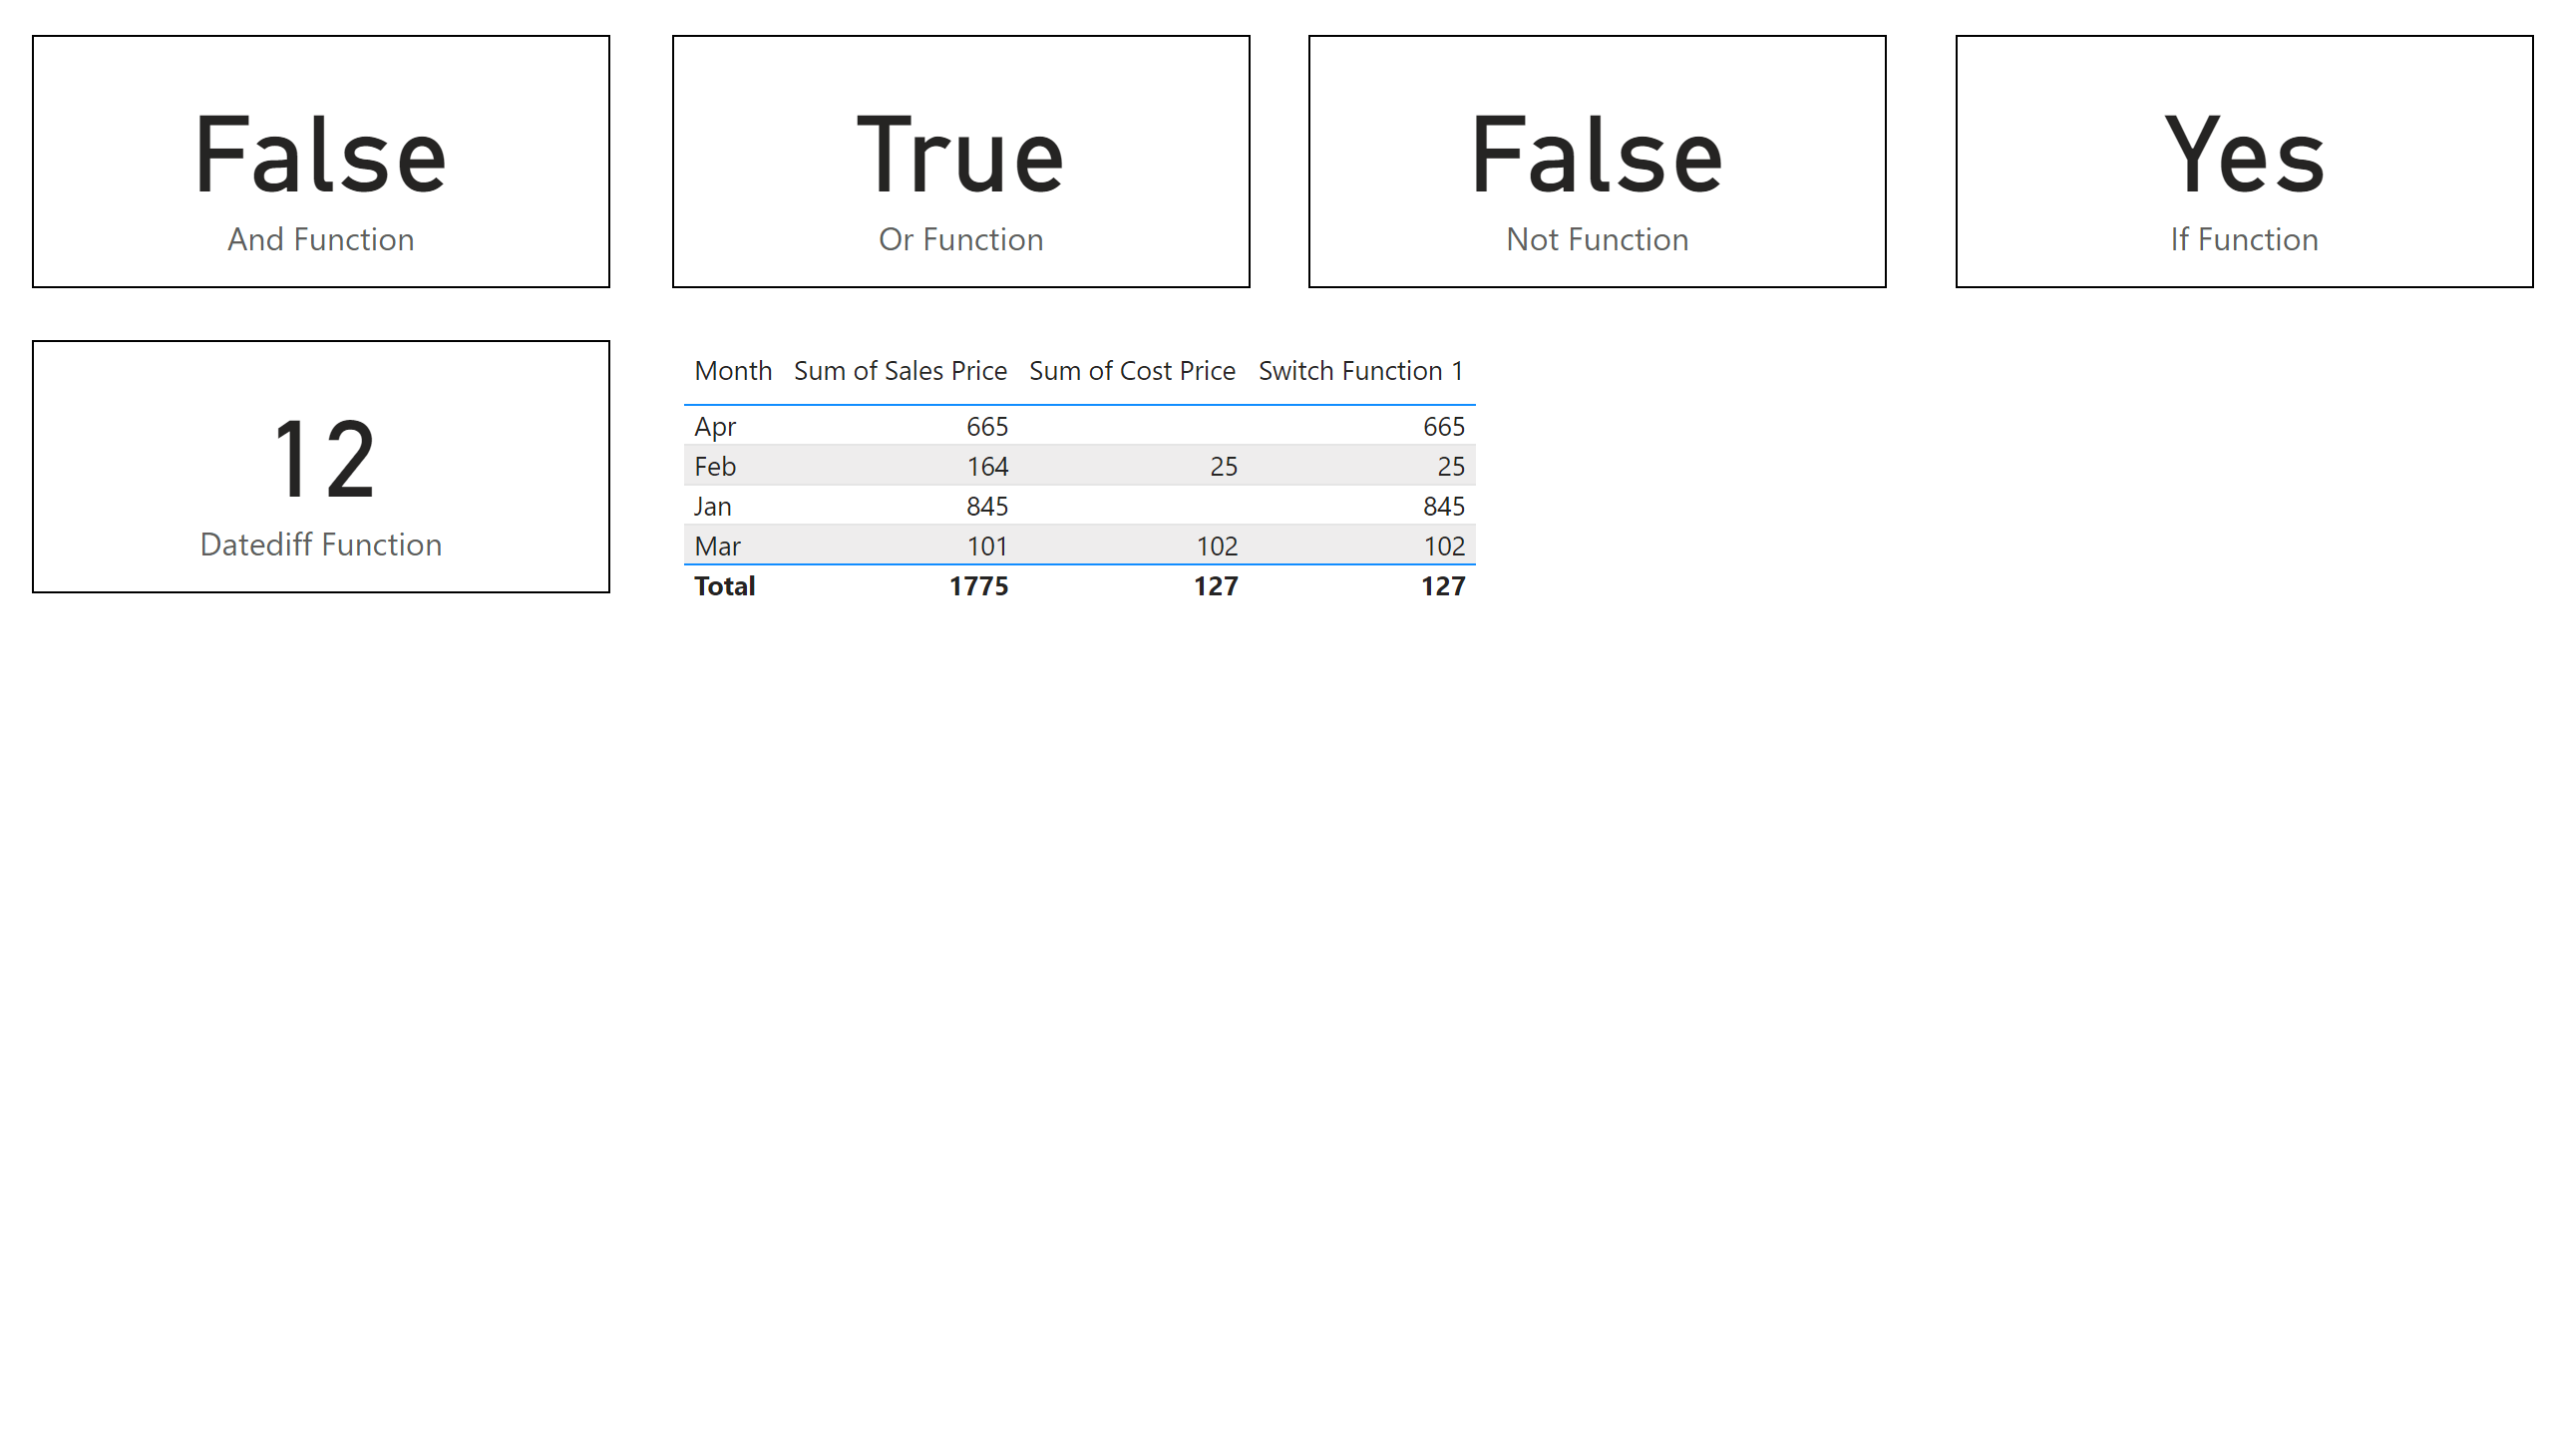 False
And Function
True
Or Function
False
Not Function
Yes
If Function
12
Datediff Function
Month Sum of Sales Price Sum of Cost Price Switch Function 1
Apr 665 665
Feb 164 25 25
Jan 845 845
Mar 101 102 102
Total 1775 127 127